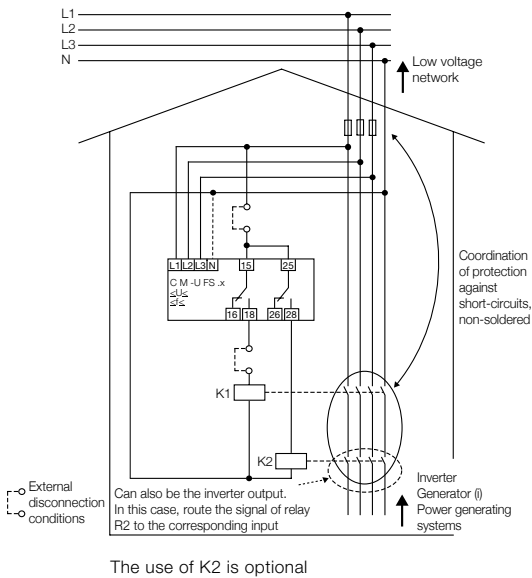 L1
L2
L3
N
Low voltage
network
L1 L2 L3 N 15 25
C M -U FS .x
<U<
<f<
16 18 26 28
Coordination
of protection
against
short-circuits,
non-soldered
K1
K2
External
disconnection
conditions
Can also be the inverter output.
In this case, route the signal of relay
R2 to the corresponding input
Inverter
Generator (i)
Power generating
systems
The use of K2 is optional